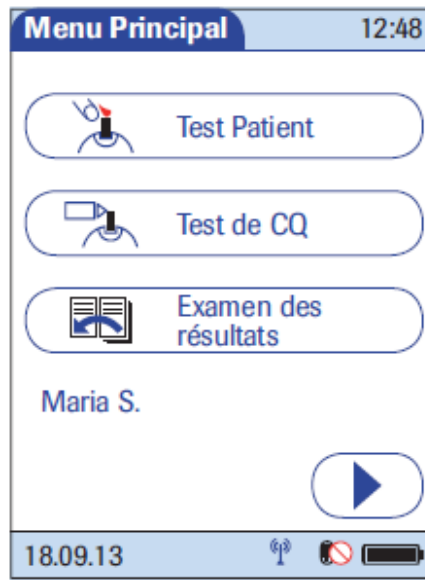 Menu Principal 12:48
Test Patient
Test de CQ
Examen des
résultats
Maria S.
18.09.13